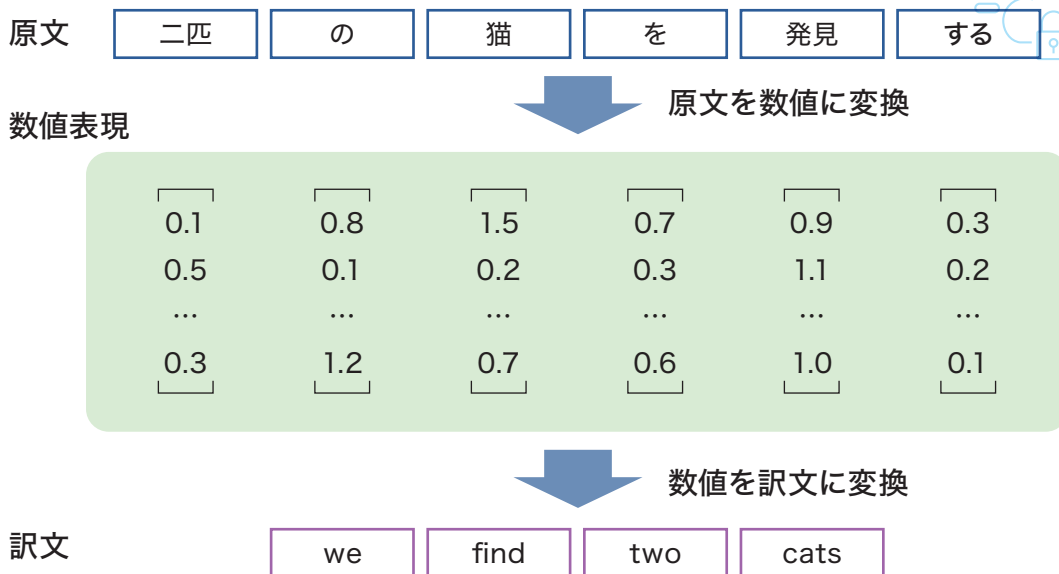 原文 二匹 の 猫 を 発見 する
原文を数値に変換
数値表現
0.1 0.8 1.5 0.7 0.9 0.3
0.5 0.1 0.2 0.3 1.1 0.2
… … … … … …
0.3 1.2 0.7 0.6 1.0 0.1
数値を訳文に変換
訳文 we find two cats